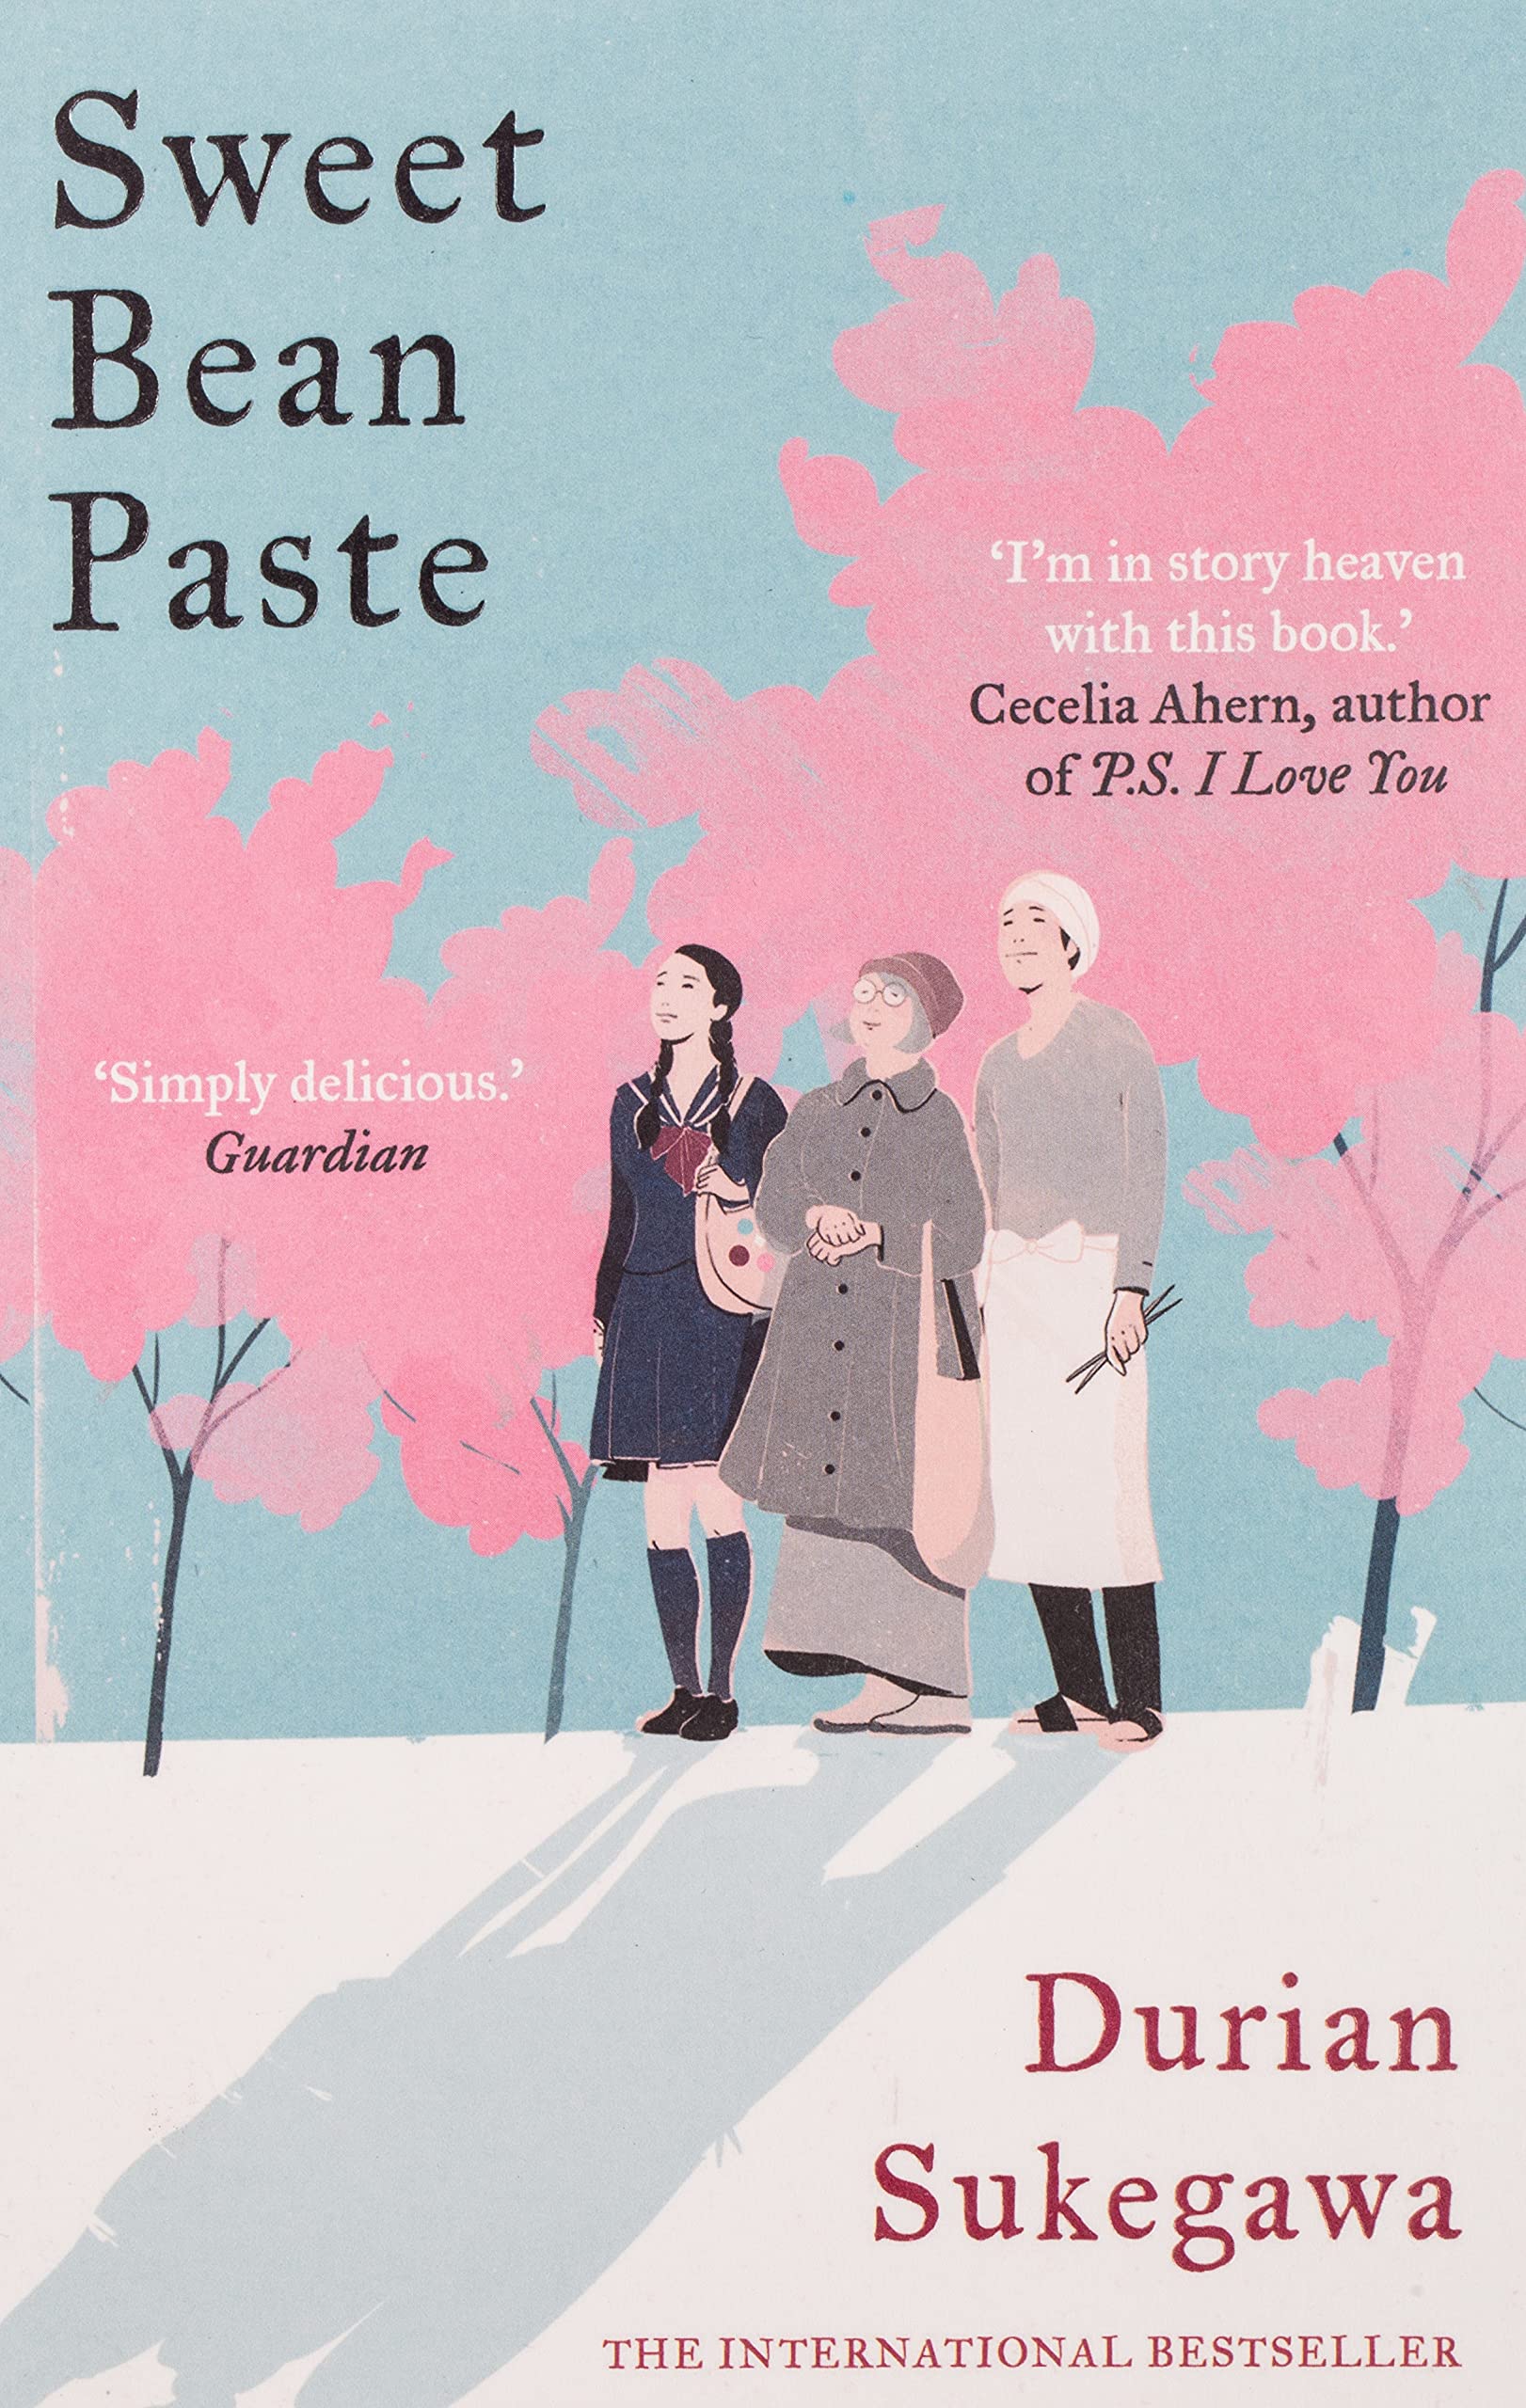 Sweet
Bean
Paste
‘I’m in story heaven
with this book.’
Cecelia Ahern, author
of P.S. I Love You
‘Simply delicious.’
Guardian
Durian
Sukegawa
THE INTERNATIONAL BESTSELLER